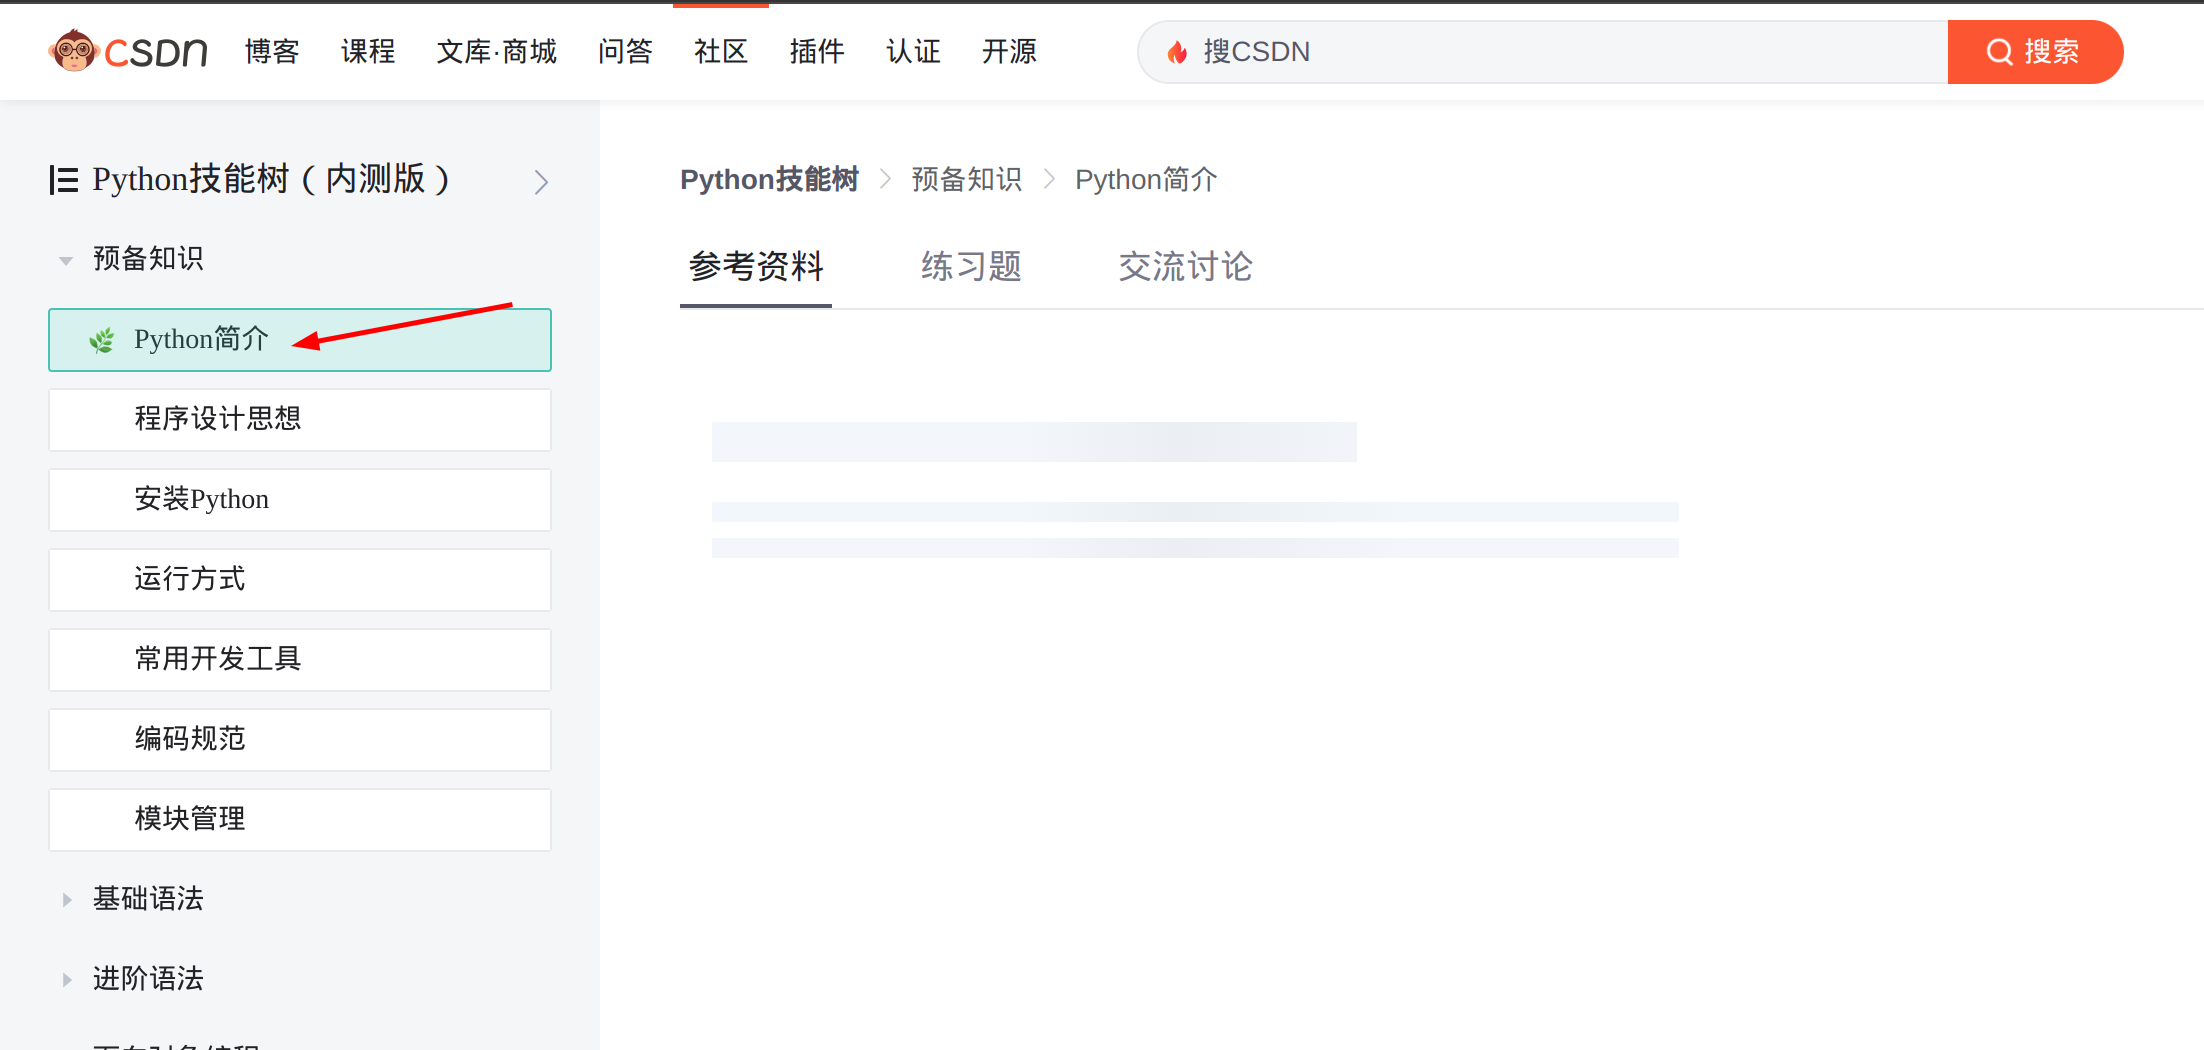 CSDN 博客 课程 文库·商城 问答 社区 插件 认证 开源 搜CSDN 搜索
Python技能树（内测版）
预备知识
Python简介
程序设计思想
安装Python
运行方式
常用开发工具
编码规范
模块管理
基础语法
进阶语法
Python技能树 预备知识 Python简介
参考资料 练习题 交流讨论